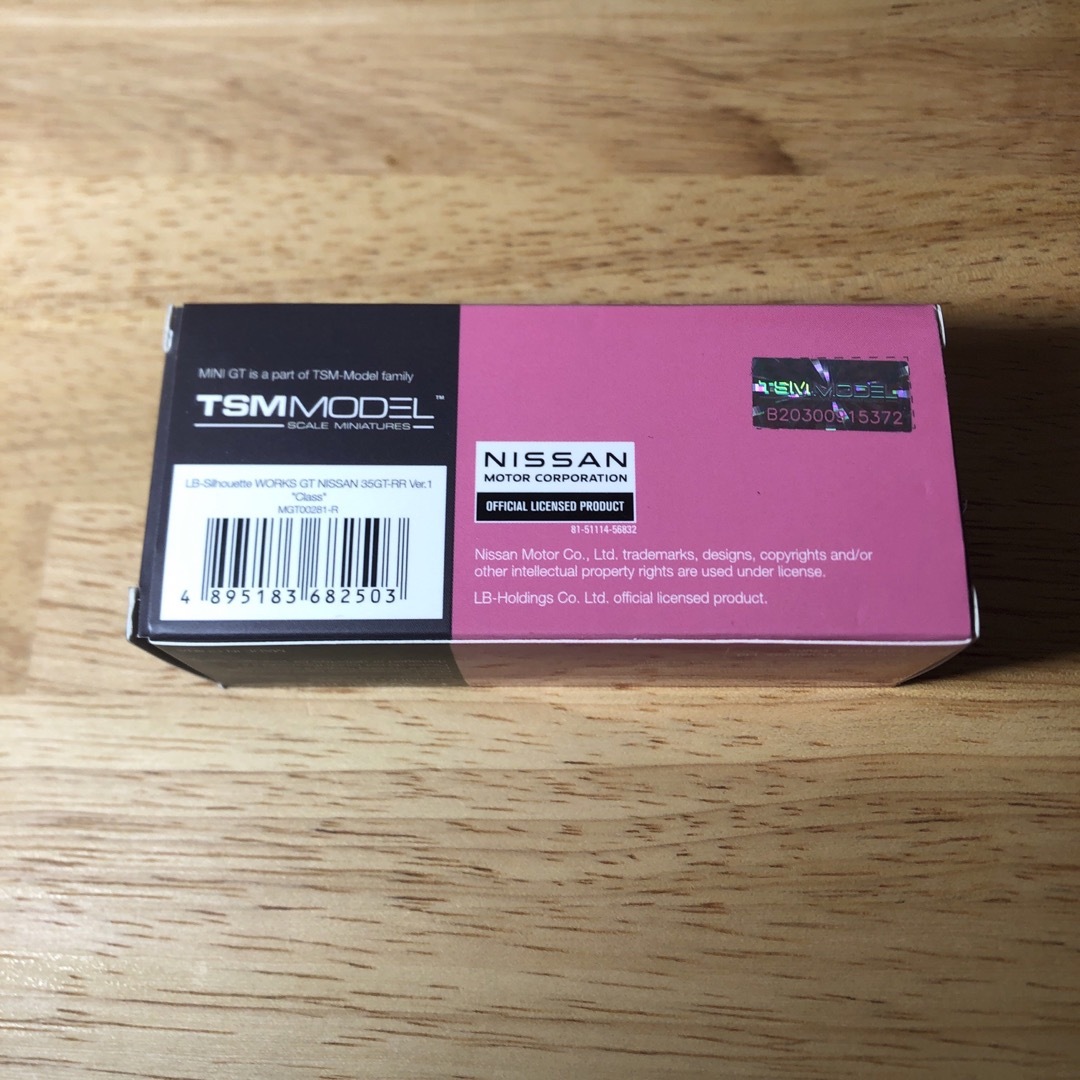 MINI GT is a part of TSM-Model family
TSMMODEL™
SCALE MINIATURES
LB-Silhouette WORKS GT NISSAN 35GT-RR Ver.1
"Class"
MGT00281-R
4 895183 682503
NISSAN
MOTOR CORPORATION
OFFICIAL LICENSED PRODUCT
81-51114-56832
Nissan Motor Co., Ltd. trademarks, designs, copyrights and/or
other intellectual property rights are used under license.
LB-Holdings Co. Ltd. official licensed product.
TSMMODEL
B20300915372